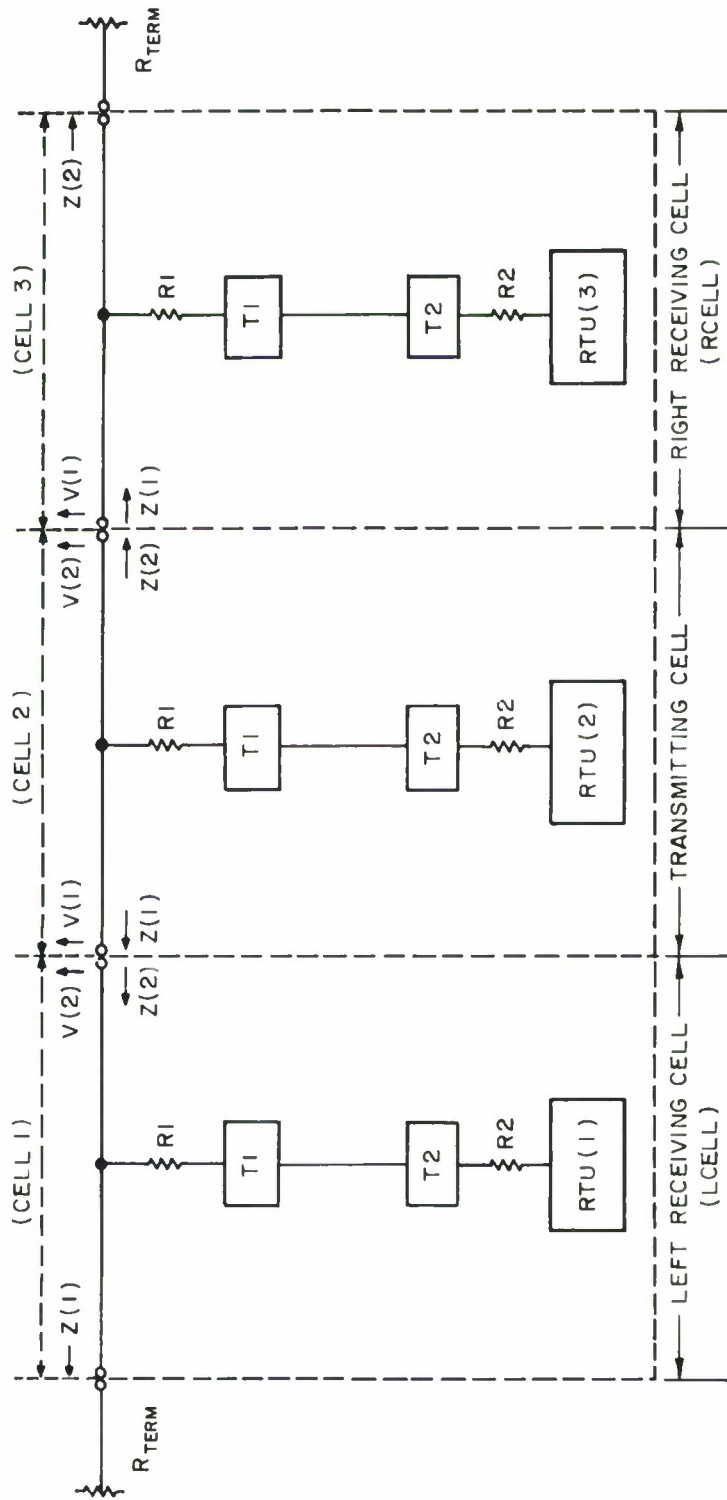 (CELL 1)
(CELL 2)
(CELL 3)
Z(1)
V(2)
V(1)
V(2)
V(1)
Z(2)
R TERM
Z(2)
Z(1)
Z(2)
Z(1)
R TERM
R1
R1
R1
T1
T1
T1
T2
T2
T2
R2
R2
R2
RTU(1)
RTU(2)
RTU(3)
LEFT RECEIVING CELL
(LCELL)
TRANSMITTING CELL
RIGHT RECEIVING CELL
(RCELL)